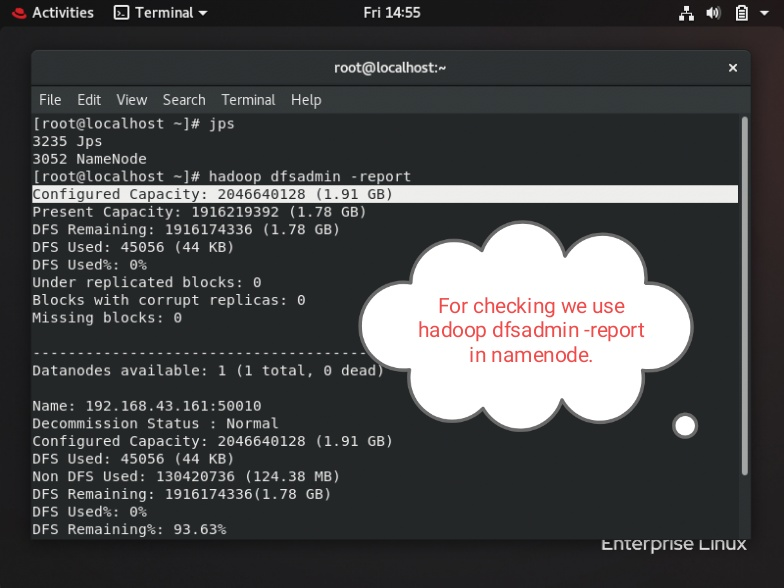 Activities Terminal Fri 14:55
root@localhost:~ ×
File Edit View Search Terminal Help
[root@localhost ~]# jps
3235 Jps
3052 NameNode
[root@localhost ~]# hadoop dfsadmin -report
Configured Capacity: 2046640128 (1.91 GB)
Present Capacity: 1916219392 (1.78 GB)
DFS Remaining: 1916174336 (1.78 GB)
DFS Used: 45056 (44 KB)
DFS Used%: 0%
Under replicated blocks: 0
Blocks with corrupt replicas: 0
Missing blocks: 0
-------------------------------------
Datanodes available: 1 (1 total, 0 dead)
Name: 192.168.43.161:50010
Decommission Status : Normal
Configured Capacity: 2046640128 (1.91 GB)
DFS Used: 45056 (44 KB)
Non DFS Used: 130420736 (124.38 MB)
DFS Remaining: 1916174336(1.78 GB)
DFS Used%: 0%
DFS Remaining%: 93.63%
For checking we use
hadoop dfsadmin -report
in namenode.
Enterprise Linux